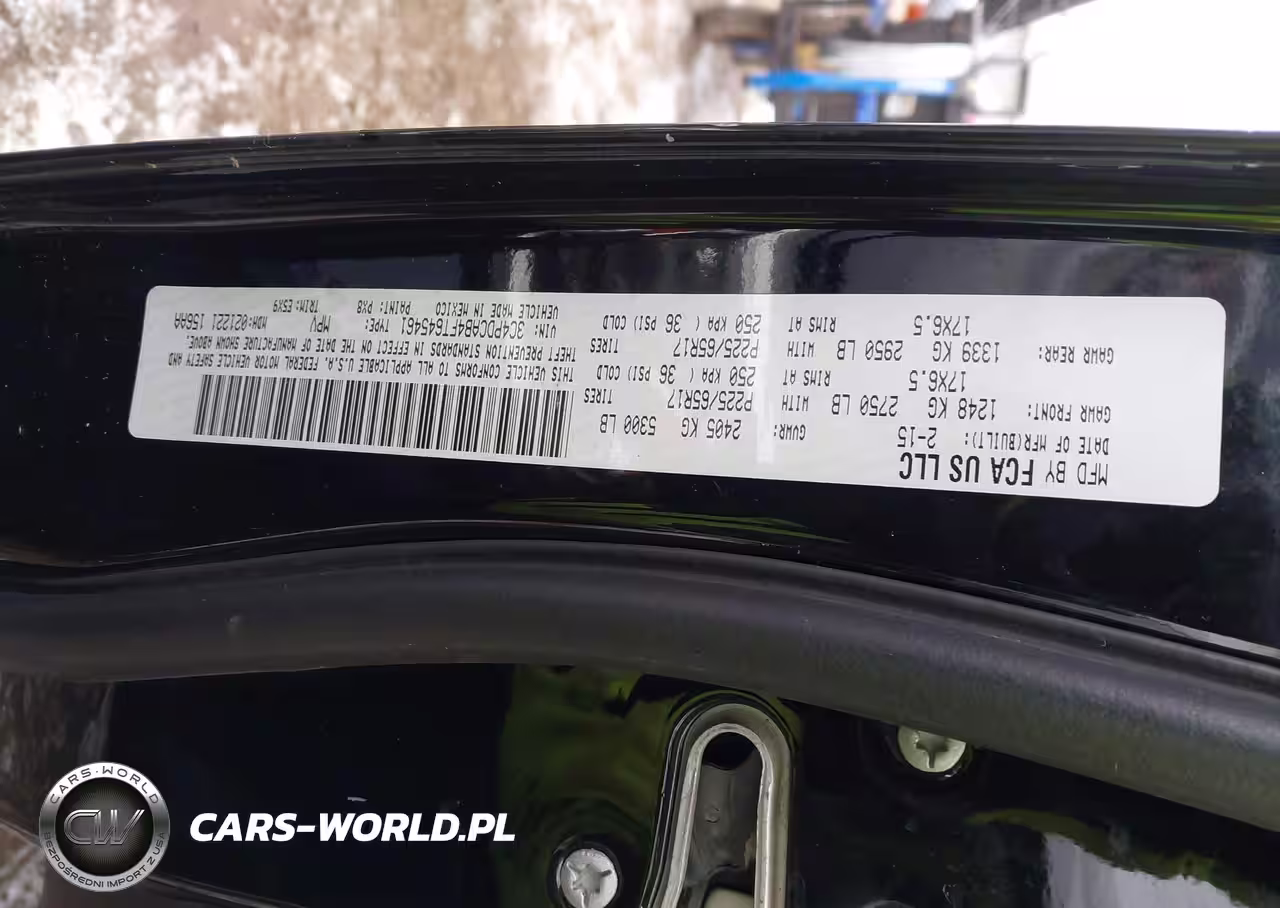 MFD BY FCA US LLC
DATE OF MFR(BUILT): 2-15 GVWR: 2405 KG 5300 LB
GAWR FRONT: 1248 KG 2750 LB WITH P225/65R17 TIRES
17X6.5 RIMS AT 250 KPA( 36 PSI) COLD
GAWR REAR: 1339 KG 2950 LB WITH P225/65R17 TIRES
17X6.5 RIMS AT 250 KPA( 36 PSI) COLD
THIS VEHICLE CONFORMS TO ALL APPLICABLE U.S.A. FEDERAL MOTOR VEHICLE SAFETY AND
THEFT PREVENTION STANDARDS IN EFFECT ON THE DATE OF MANUFACTURE SHOWN ABOVE.
VIN: 3C4PDCAB4FT645461 TYPE: MPV MDH:021221 156AA
VEHICLE MADE IN MEXICO PAINT: PX8 TRIM: E5X9
CARS-WORLD
CW
BEZPOŚREDNI IMPORT Z USA
CARS-WORLD.PL